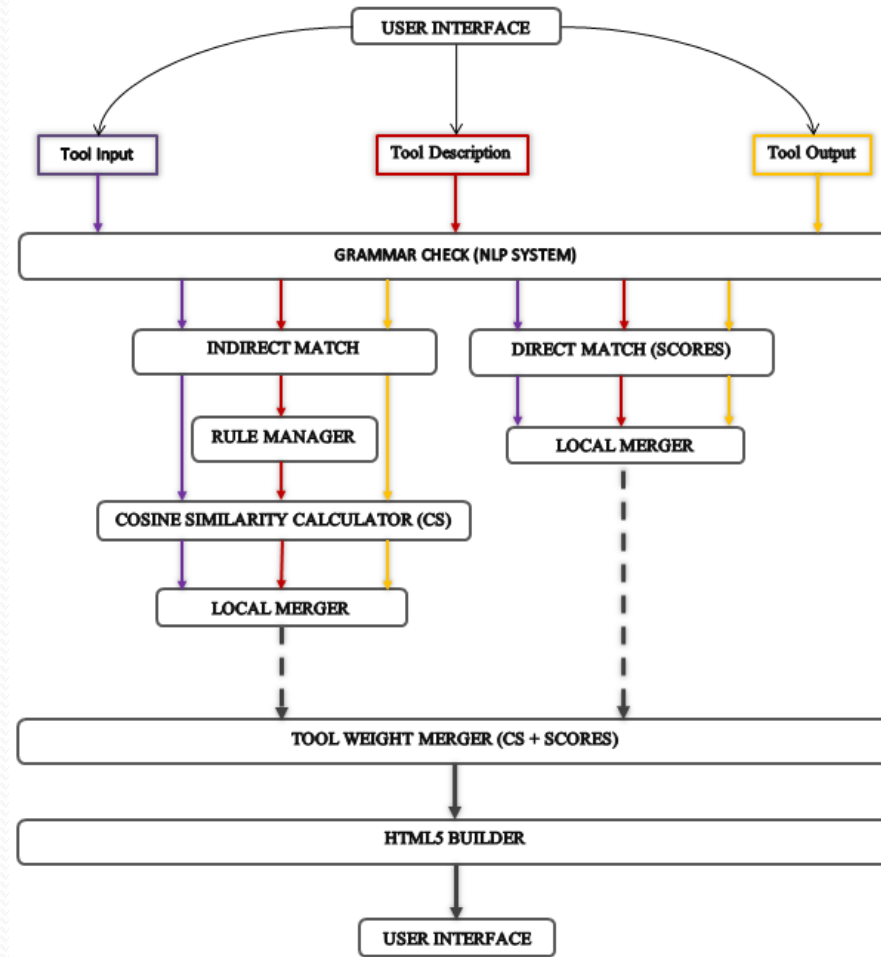 USER INTERFACE
Tool Input
Tool Description
Tool Output
GRAMMAR CHECK (NLP SYSTEM)
INDIRECT MATCH
DIRECT MATCH (SCORES)
RULE MANAGER
LOCAL MERGER
COSINE SIMILARITY CALCULATOR (CS)
LOCAL MERGER
TOOL WEIGHT MERGER (CS + SCORES)
HTML5 BUILDER
USER INTERFACE